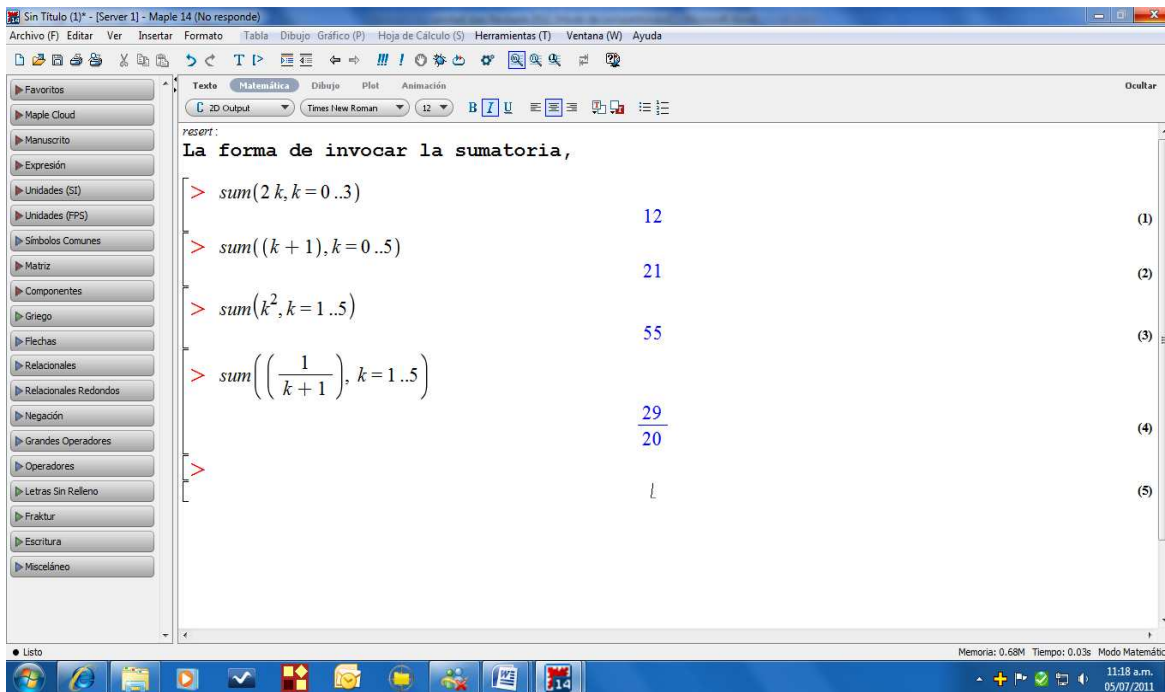 Sin Título (1)* - [Server 1] - Maple 14 (No responde)
Archivo (F) Editar Ver Insertar Formato Tabla Dibujo Gráfico (P) Hoja de Cálculo (S) Herramientas (T) Ventana (W) Ayuda
Texto Matemática Dibujo Plot Animación Ocultar
C 2D Output Times New Roman 12 B I U
Favoritos
Maple Cloud
Manuscrito
Expresión
Unidades (SI)
Unidades (FPS)
Símbolos Comunes
Matriz
Componentes
Griego
Flechas
Relacionales
Relacionales Redondos
Negación
Grandes Operadores
Operadores
Letras Sin Relleno
Fraktur
Escritura
Misceláneo
resert :
La forma de invocar la sumatoria,
> sum(2 k, k = 0 ..3)
12 (1)
> sum((k + 1), k = 0 ..5)
21 (2)
> sum(k², k = 1 ..5)
55 (3)
> sum((1/(k + 1)), k = 1 ..5)
29/20 (4)
>
(5)
Listo
Memoria: 0.68M Tiempo: 0.03s Modo Matemátic
14
11:18 a.m.
05/07/2011